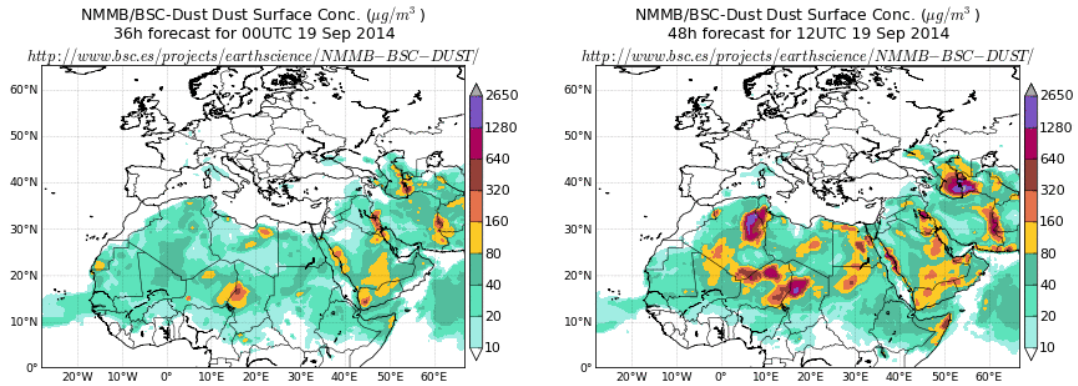 NMMB/BSC-Dust Dust Surface Conc. (µg/m³ )
36h forecast for 00UTC 19 Sep 2014
http://www.bsc.es/projects/earthscience/NMMB−BSC−DUST/
60°N
50°N
40°N
30°N
20°N
10°N
0°
20°W
10°W
0°
10°E
20°E
30°E
40°E
50°E
60°E
2650
1280
640
320
160
80
40
20
10
NMMB/BSC-Dust Dust Surface Conc. (µg/m³ )
48h forecast for 12UTC 19 Sep 2014
http://www.bsc.es/projects/earthscience/NMMB−BSC−DUST/
60°N
50°N
40°N
30°N
20°N
10°N
0°
20°W
10°W
0°
10°E
20°E
30°E
40°E
50°E
60°E
2650
1280
640
320
160
80
40
20
10